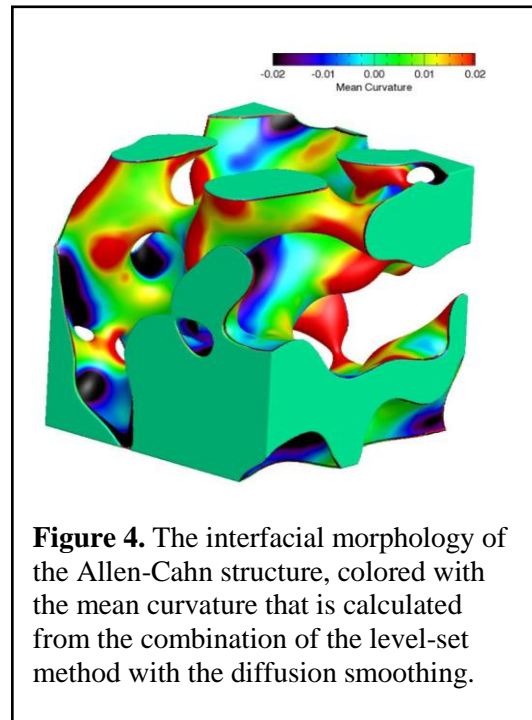 -0.02 -0.01 0.00 0.01 0.02
Mean Curvature
Figure 4. The interfacial morphology of
the Allen-Cahn structure, colored with
the mean curvature that is calculated
from the combination of the level-set
method with the diffusion smoothing.